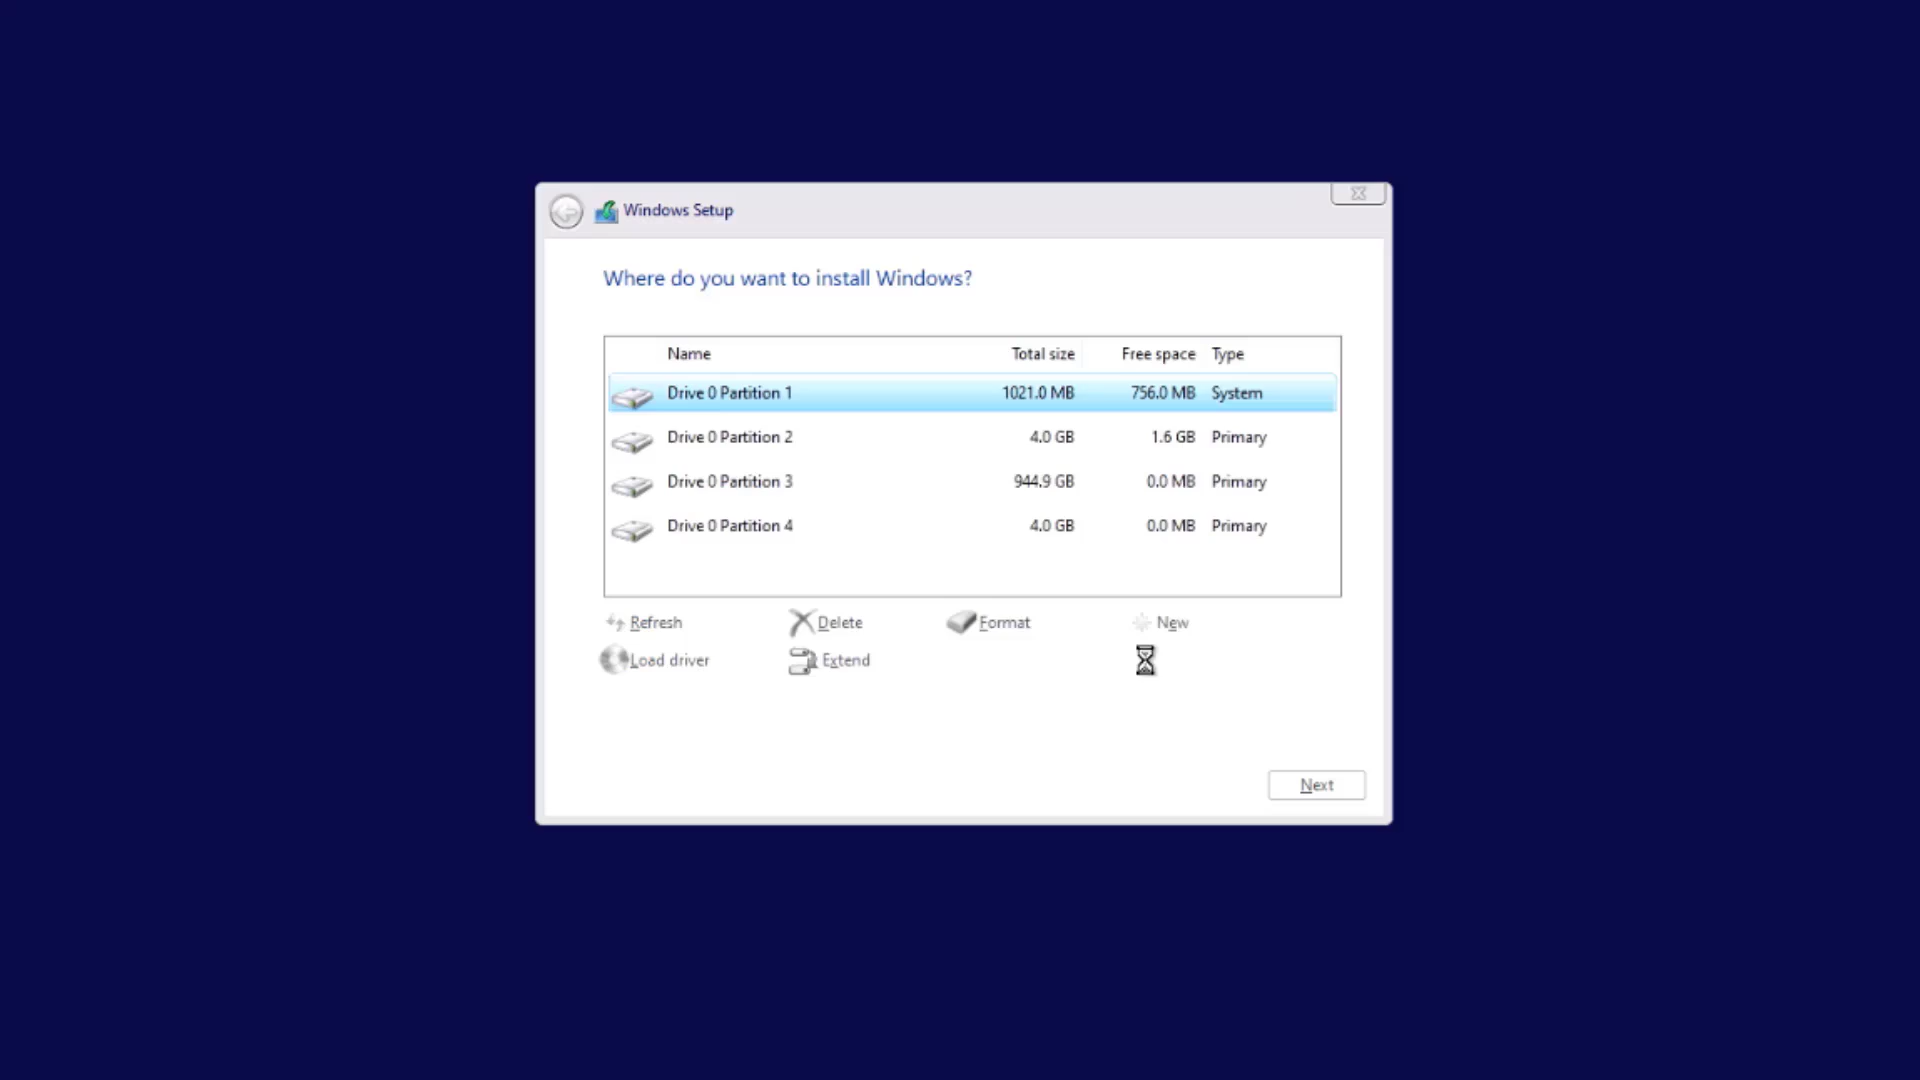 Windows Setup
Where do you want to install Windows?
Name Total size Free space Type
Drive 0 Partition 1 1021.0 MB 756.0 MB System
Drive 0 Partition 2 4.0 GB 1.6 GB Primary
Drive 0 Partition 3 944.9 GB 0.0 MB Primary
Drive 0 Partition 4 4.0 GB 0.0 MB Primary
Refresh Delete Format New
Load driver Extend
Next